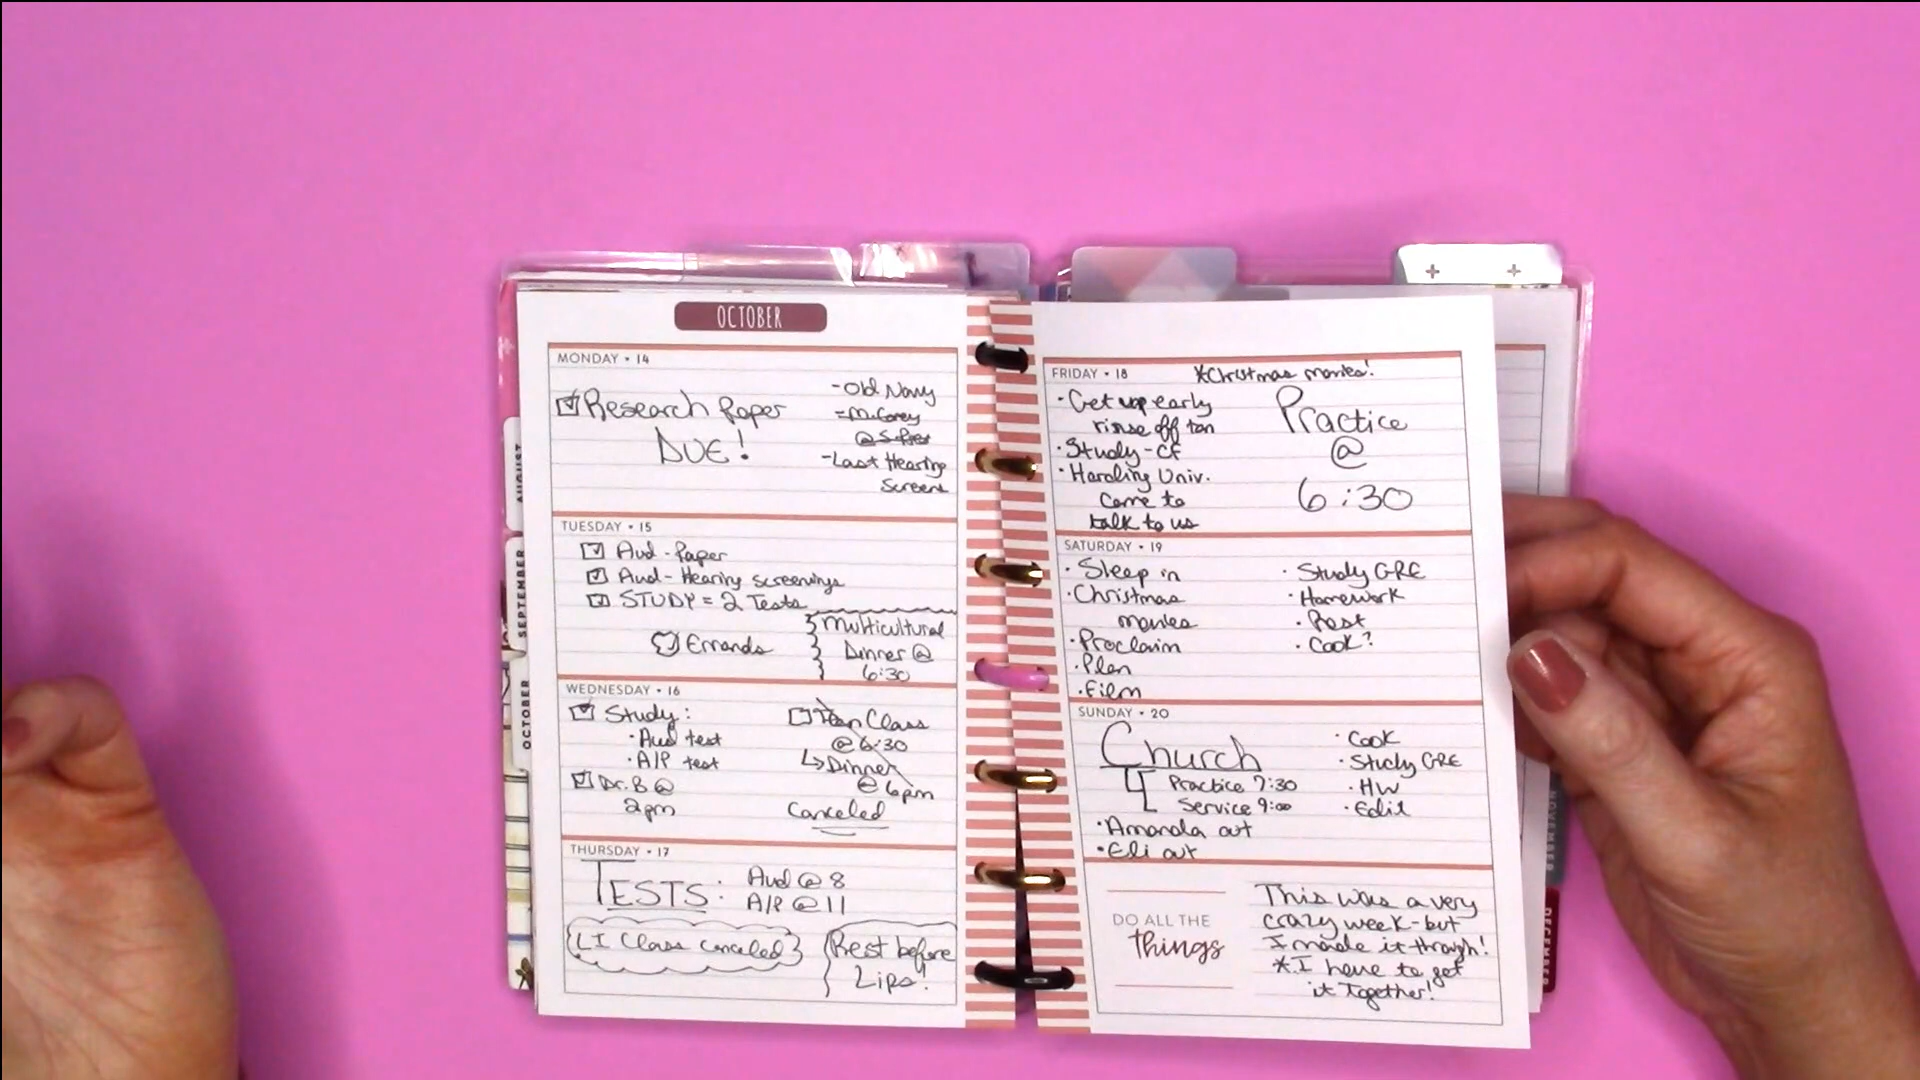 OCTOBER
MONDAY • 14
Research Paper
DUE!
-Old Navy
@
-Last Hearing
Screens
TUESDAY • 15
Aud - Paper
Aud - Hearing screenings
STUDY = 2 Tests
Errands
Multicultural
Dinner @
6:30
WEDNESDAY • 16
Study:
• Aud test
• A/P test
Dr. B @
2pm
Class
@ 6:30
Dinner
@ 6pm
Canceled
THURSDAY • 17
TESTS:
Aud @ 8
A/P @ 11
LI Class canceled
Rest before
Lips!
FRIDAY • 18
*Christmas movies!
• Get up early
rinse off tan
• Study - CF
• Harding Univ.
Came to
talk to us
Practice
@
6:30
SATURDAY • 19
• Sleep in
• Christmas
movies
• Proclaim
• Plan
• Film
• Study GRE
• Homework
• Rest
• Cook?
SUNDAY • 20
Church
Practice 7:30
Service 9:00
• Amanda out
• Eli out
• Cook
• Study GRE
• HW
• Edit
DO ALL THE
things
This was a very
crazy week - but
I made it through!
*I have to get
it together!
AUGUST
SEPTEMBER
OCTOBER
NOVEMBER
DECEMBER